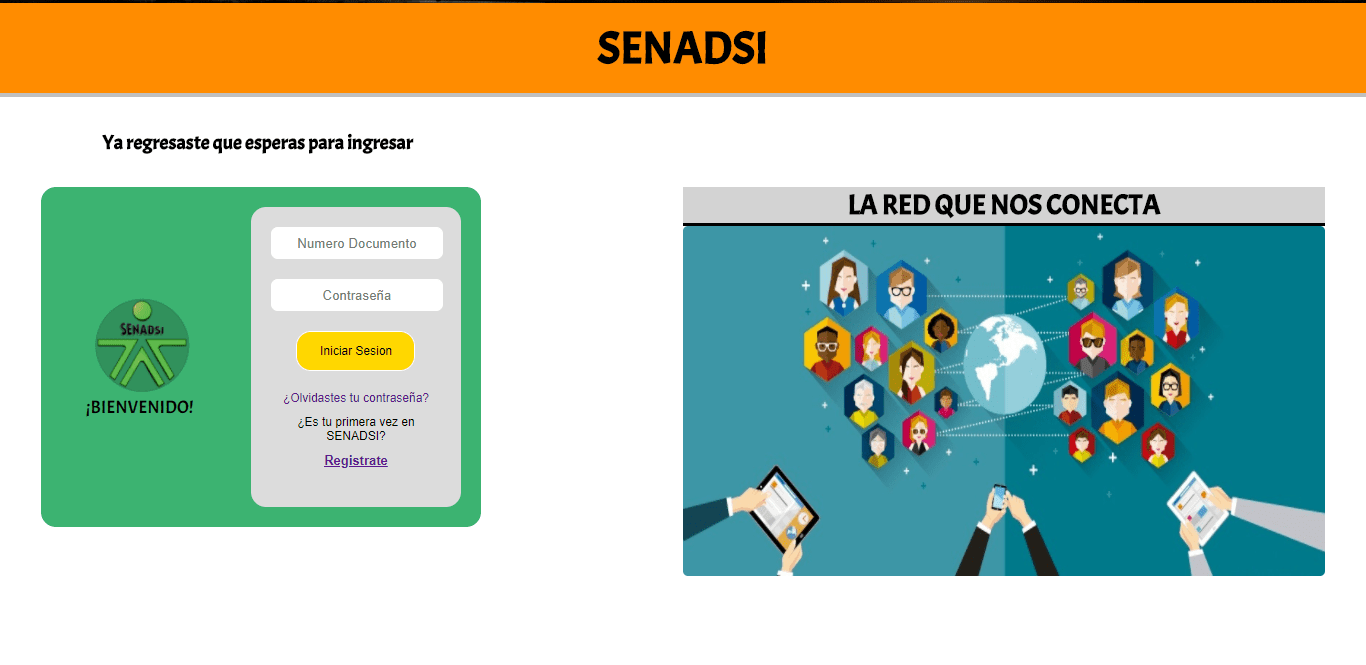 SENADSI
Ya regresaste que esperas para ingresar
SENADSI
¡BIENVENIDO!
Numero Documento
Contraseña
Iniciar Sesion
¿Olvidastes tu contraseña?
¿Es tu primera vez en
SENADSI?
Registrate
LA RED QUE NOS CONECTA